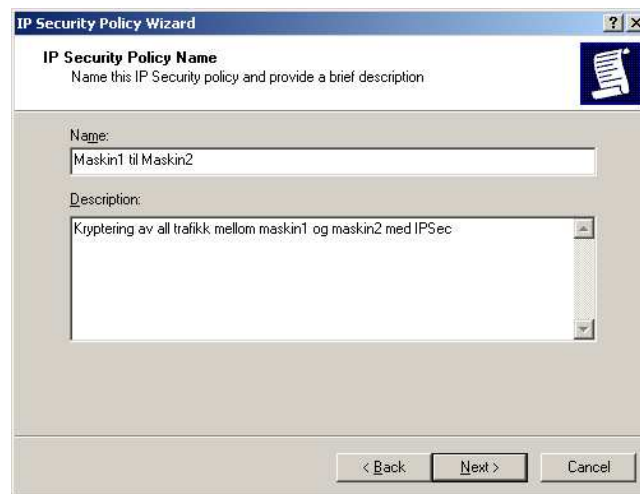 IP Security Policy Wizard
IP Security Policy Name
Name this IP Security policy and provide a brief description
Name:
Maskin1 til Maskin2
Description:
Kryptering av all trafikk mellom maskin1 og maskin2 med IPSec
< Back Next > Cancel